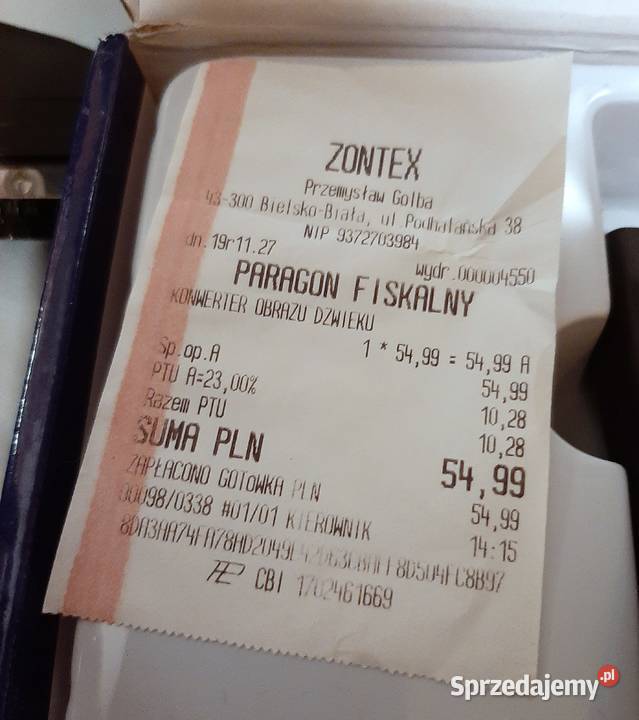 ZONTEX
Przemysław Golba
43-300 Bielsko-Biała, ul.Podhalańska 38
NIP 9372703984
dn.19r11.27 wydr.000004550
PARAGON FISKALNY
KONWERTER OBRAZU DZWIEKU
1 * 54,99 = 54,99 A
Sp.op.A 54,99
PTU A=23,00% 10,28
Razem PTU 10,28
SUMA PLN 54,99
ZAPŁACONO GOTÓWKA PLN 54,99
00098/0338 #01/01 KIEROWNIK 14:15
CBI 1702461669
Sprzedajemy.pl